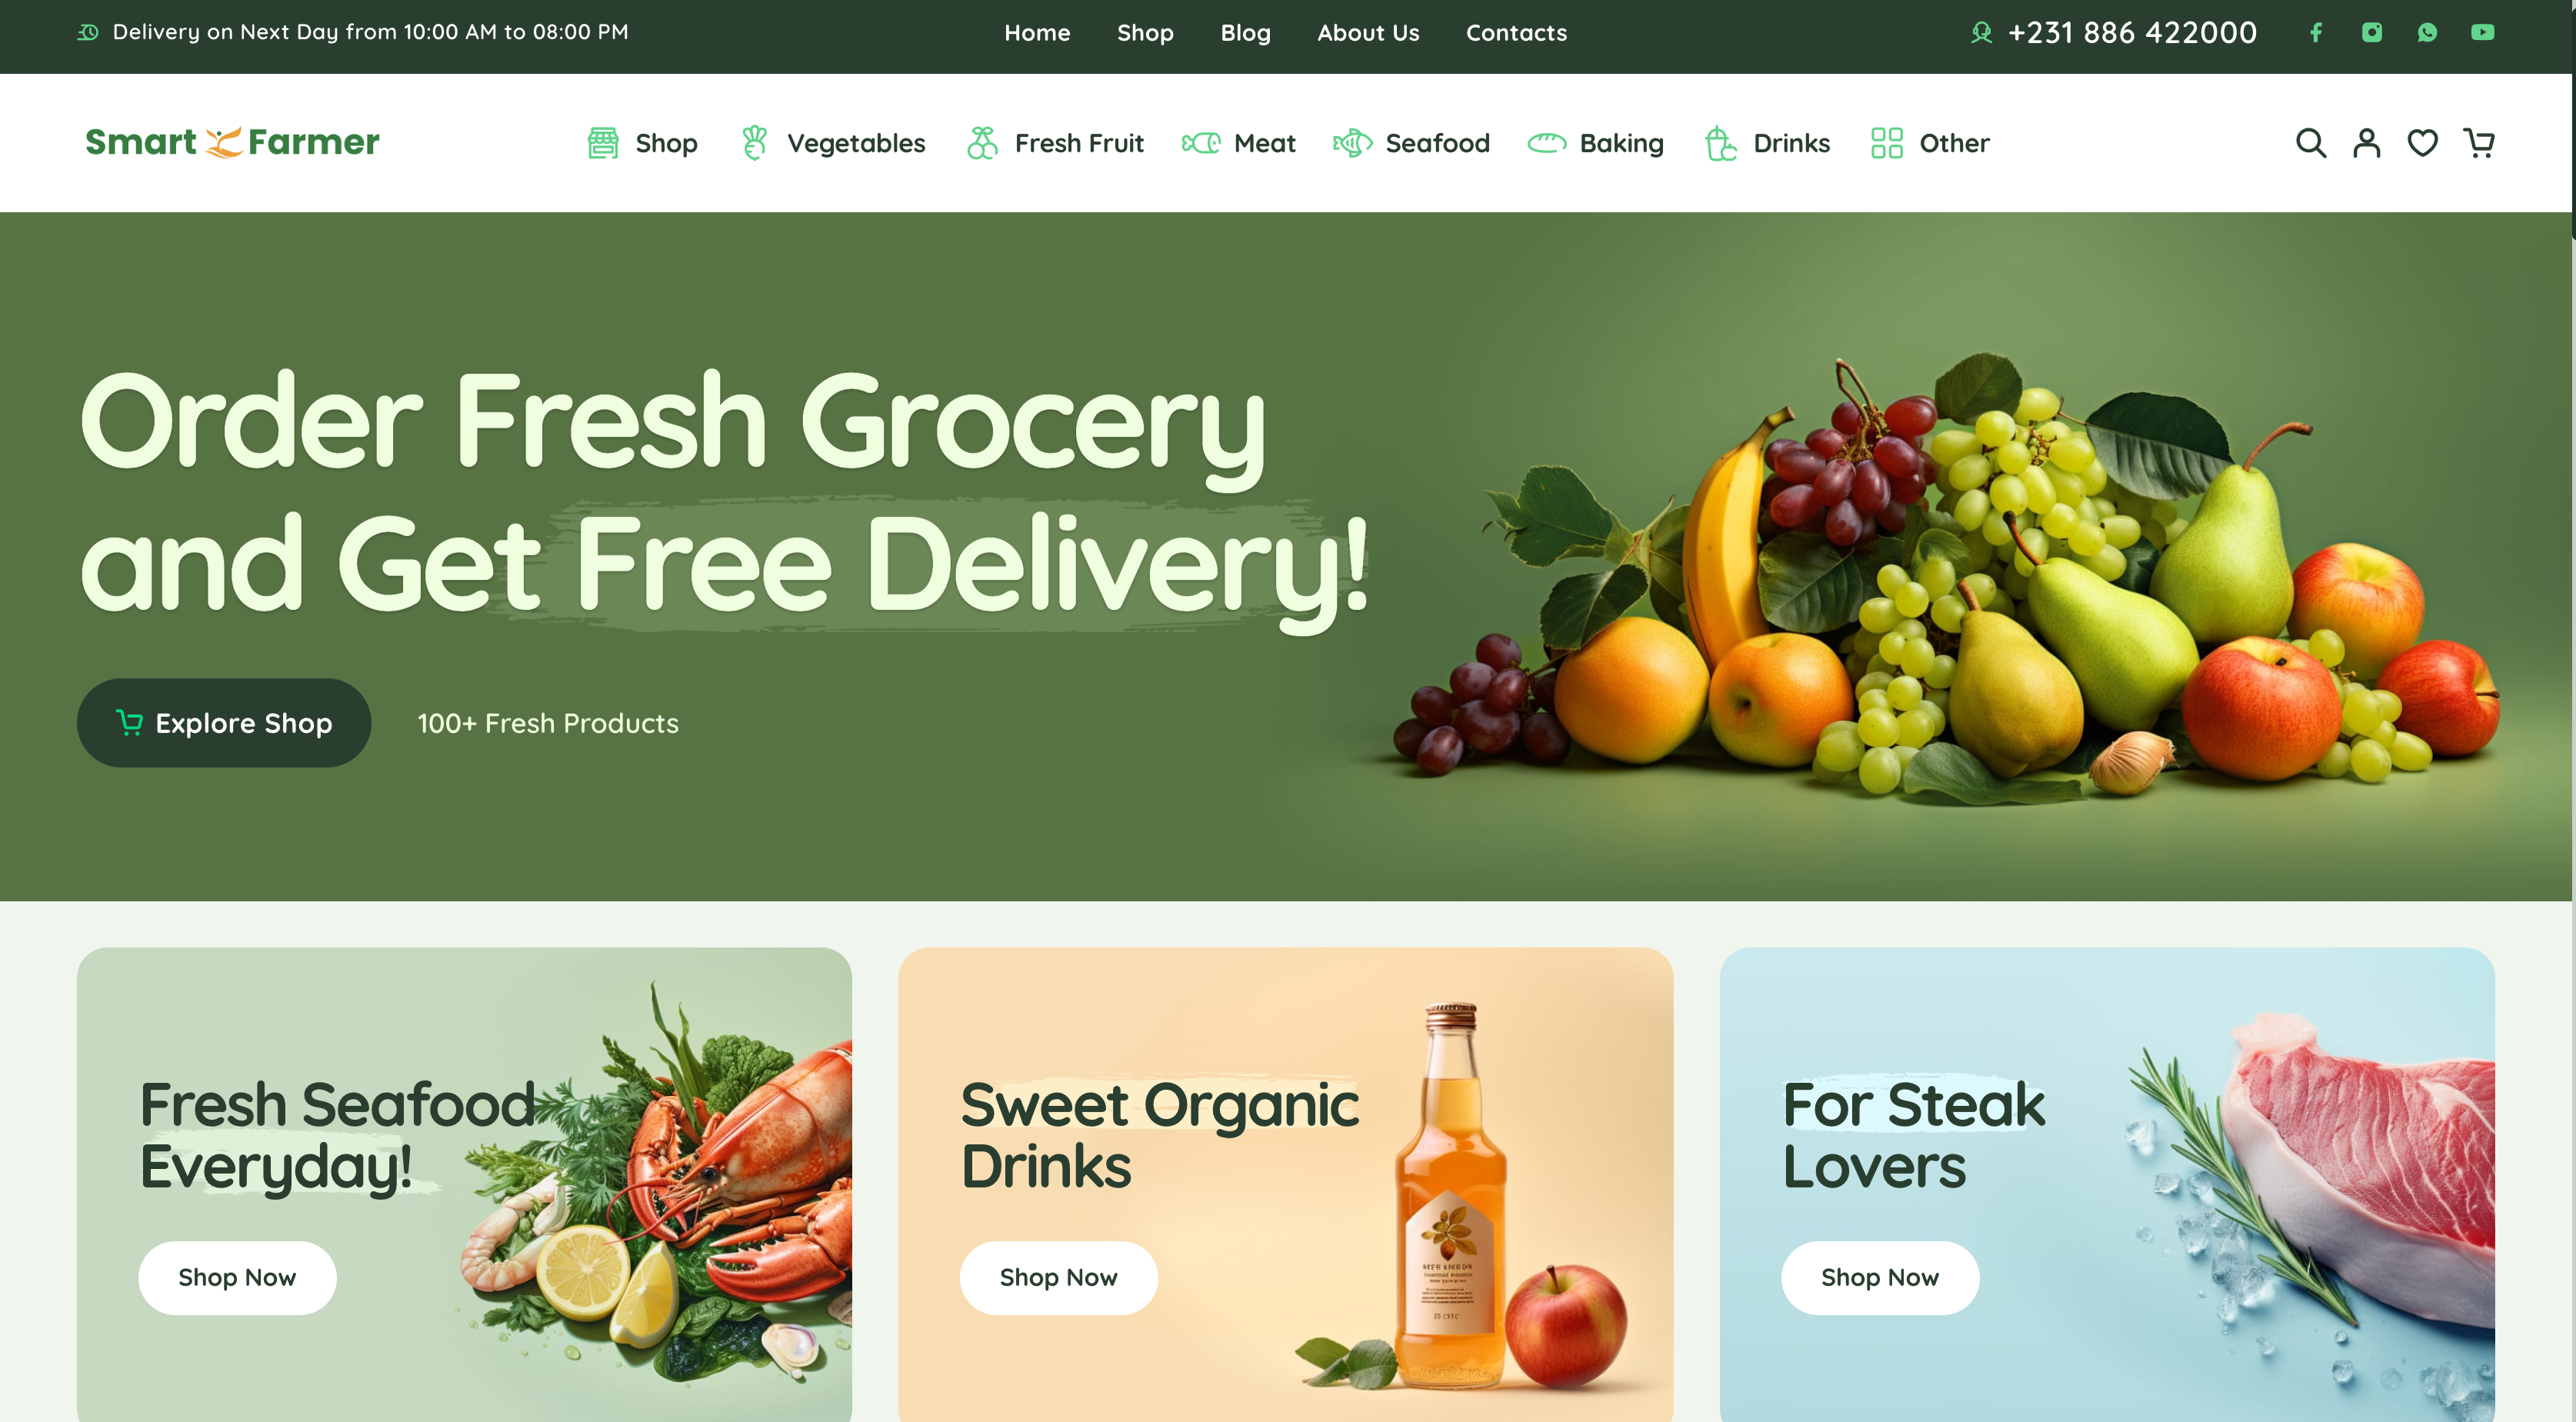 Delivery on Next Day from 10:00 AM to 08:00 PM
Home
Shop
Blog
About Us
Contacts
+231 886 422000
Smart Farmer
Shop
Vegetables
Fresh Fruit
Meat
Seafood
Baking
Drinks
Other
Order Fresh Grocery
and Get Free Delivery!
Explore Shop
100+ Fresh Products
Fresh Seafood
Everyday!
Shop Now
Sweet Organic
Drinks
Shop Now
For Steak
Lovers
Shop Now